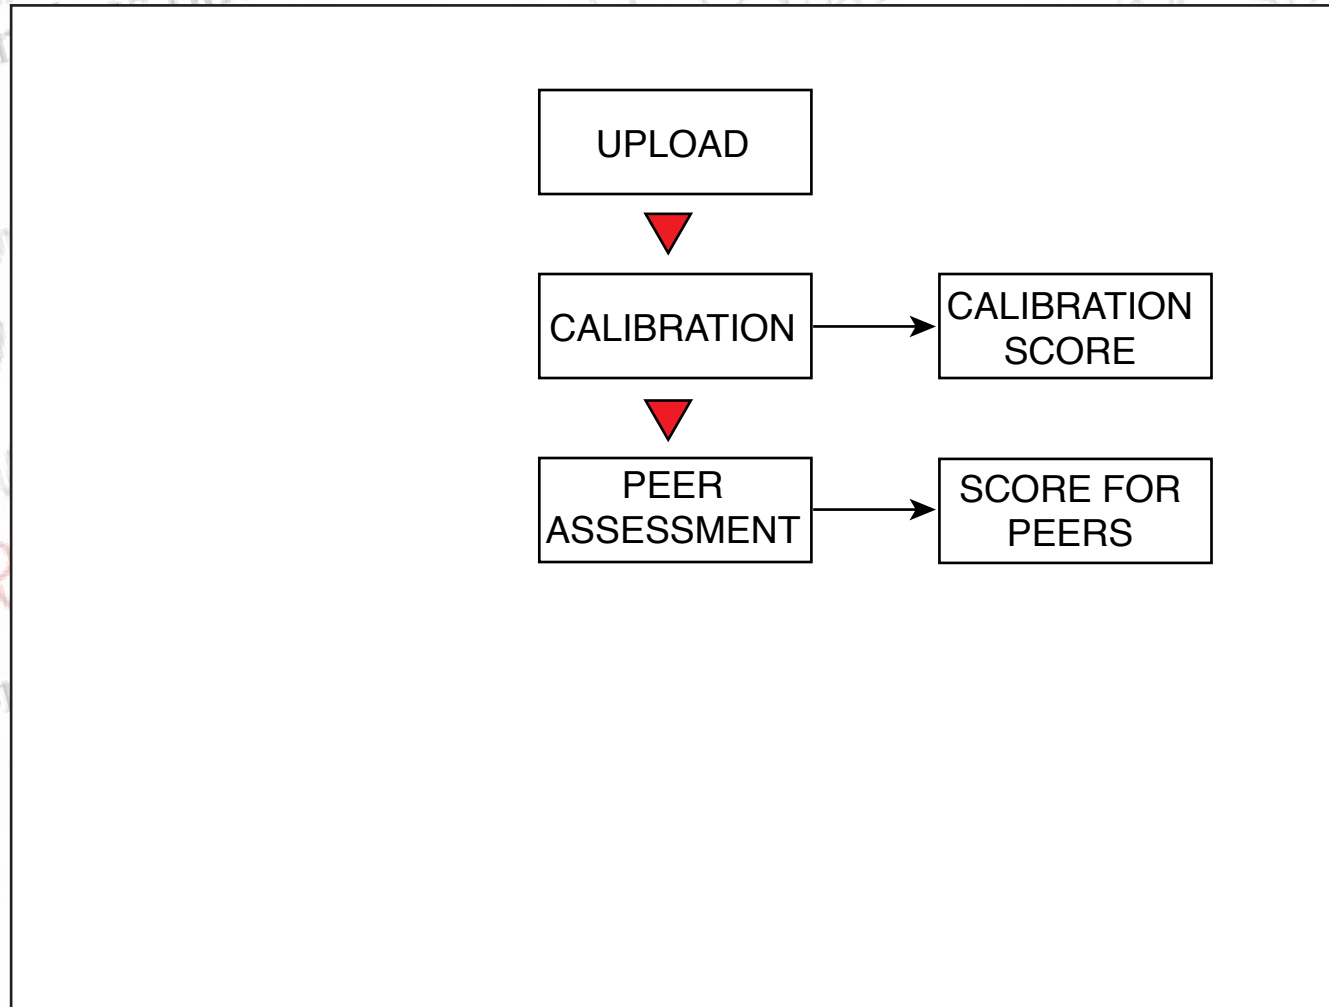 UPLOAD
CALIBRATION
CALIBRATION
SCORE
PEER
ASSESSMENT
SCORE FOR
PEERS